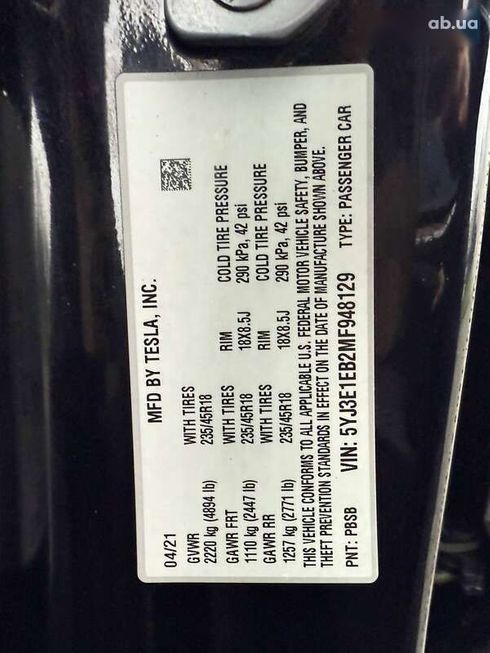 ab.ua
MFD BY TESLA, INC.
04/21
GVWR WITH TIRES RIM COLD TIRE PRESSURE
2220 kg (4894 lb) 235/45R18 18X8.5J 290 kPa, 42 psi
GAWR FRT WITH TIRES RIM COLD TIRE PRESSURE
1110 kg (2447 lb) 235/45R18 18X8.5J 290 kPa, 42 psi
GAWR RR WITH TIRES
1257 kg (2771 lb) 235/45R18
THIS VEHICLE CONFORMS TO ALL APPLICABLE U.S. FEDERAL MOTOR VEHICLE SAFETY, BUMPER, AND
THEFT PREVENTION STANDARDS IN EFFECT ON THE DATE OF MANUFACTURE SHOWN ABOVE.
PNT: PBSB VIN: 5YJ3E1EB2MF948129 TYPE: PASSENGER CAR